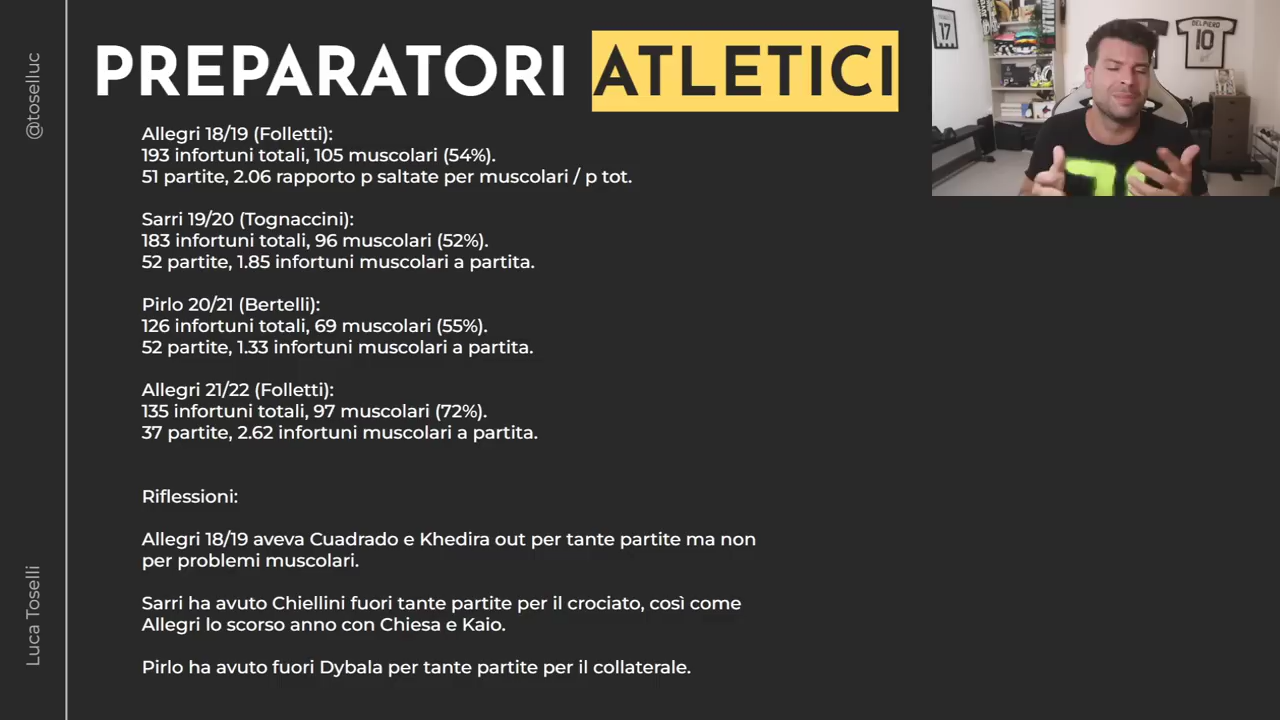 PREPARATORI ATLETICI
Allegri 18/19 (Folletti):
193 infortuni totali, 105 muscolari (54%).
51 partite, 2.06 rapporto p saltate per muscolari / p tot.
Sarri 19/20 (Tognaccini):
183 infortuni totali, 96 muscolari (52%).
52 partite, 1.85 infortuni muscolari a partita.
Pirlo 20/21 (Bertelli):
126 infortuni totali, 69 muscolari (55%).
52 partite, 1.33 infortuni muscolari a partita.
Allegri 21/22 (Folletti):
135 infortuni totali, 97 muscolari (72%).
37 partite, 2.62 infortuni muscolari a partita.
Riflessioni:
Allegri 18/19 aveva Cuadrado e Khedira out per tante partite ma non
per problemi muscolari.
Sarri ha avuto Chiellini fuori tante partite per il crociato, così come
Allegri lo scorso anno con Chiesa e Kaio.
Pirlo ha avuto fuori Dybala per tante partite per il collaterale.
@toselluc
Luca Toselli
17
DEL PIERO
10